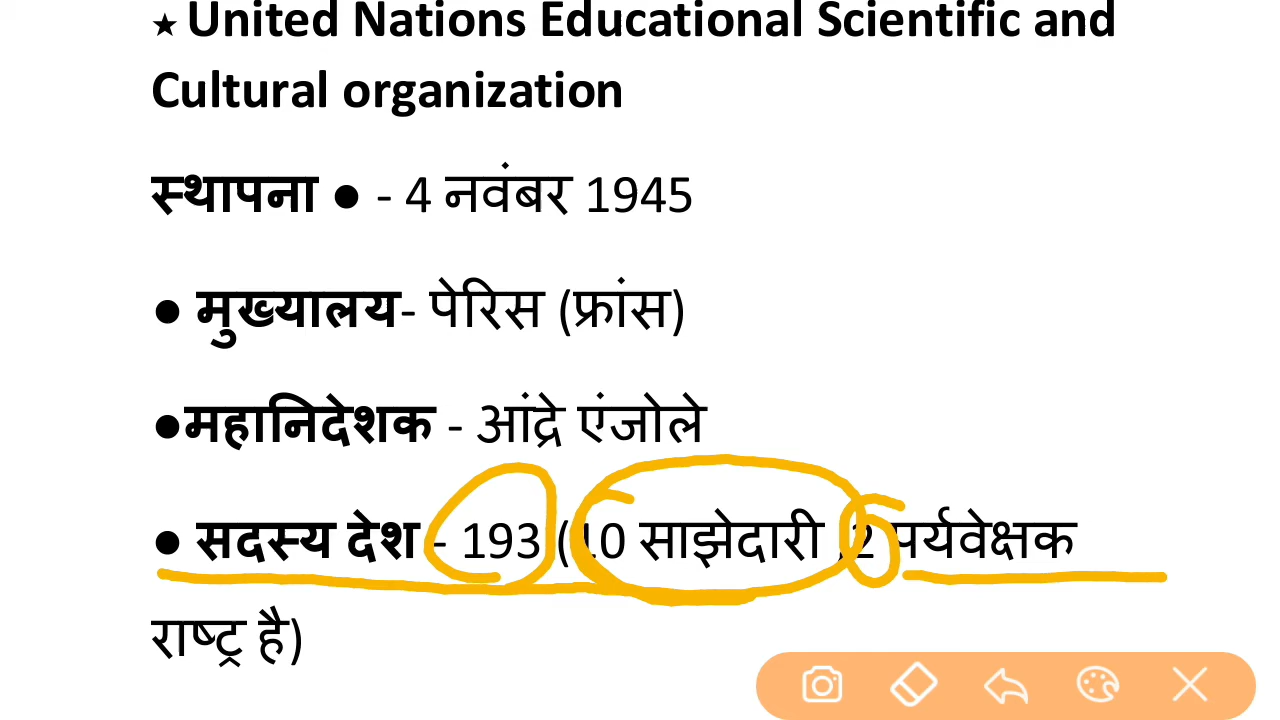 ★ United Nations Educational Scientific and
Cultural organization
स्थापना ● - 4 नवंबर 1945
● मुख्यालय- पेरिस (फ्रांस)
●महानिदेशक - आंद्रे एंजोले
● सदस्य देश - 193 (10 साझेदारी ,2 पर्यवेक्षक
राष्ट्र है)